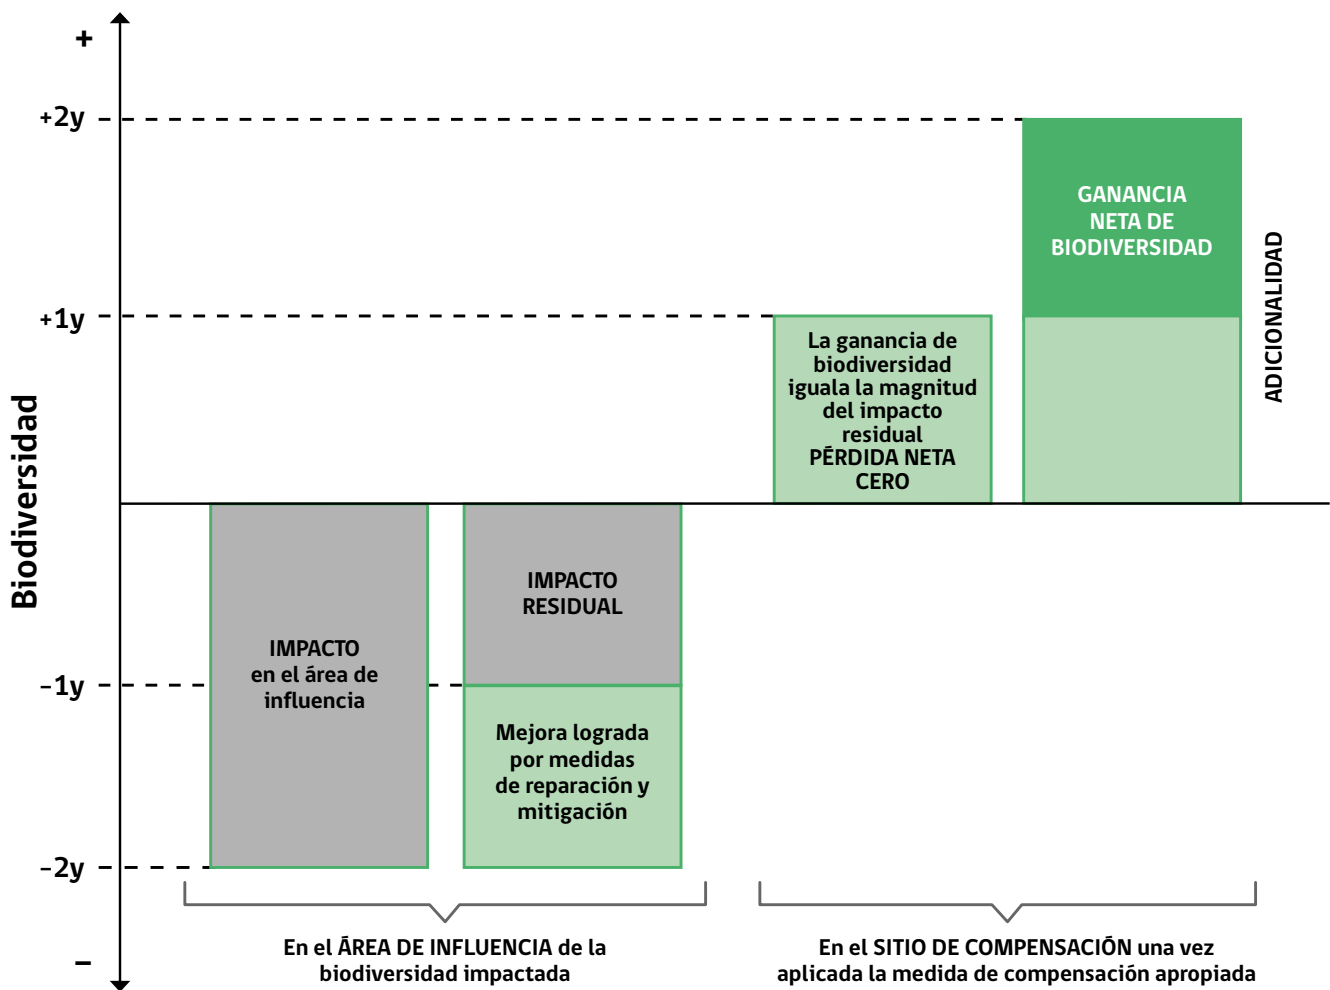 +
+2y
+1y
Biodiversidad
-1y
-2y
−
IMPACTO
en el área de
influencia
IMPACTO
RESIDUAL
Mejora lograda
por medidas
de reparación y
mitigación
La ganancia de
biodiversidad
iguala la magnitud
del impacto
residual
PÉRDIDA NETA
CERO
GANANCIA
NETA DE
BIODIVERSIDAD
ADICIONALIDAD
En el ÁREA DE INFLUENCIA de la
biodiversidad impactada
En el SITIO DE COMPENSACIÓN una vez
aplicada la medida de compensación apropiada